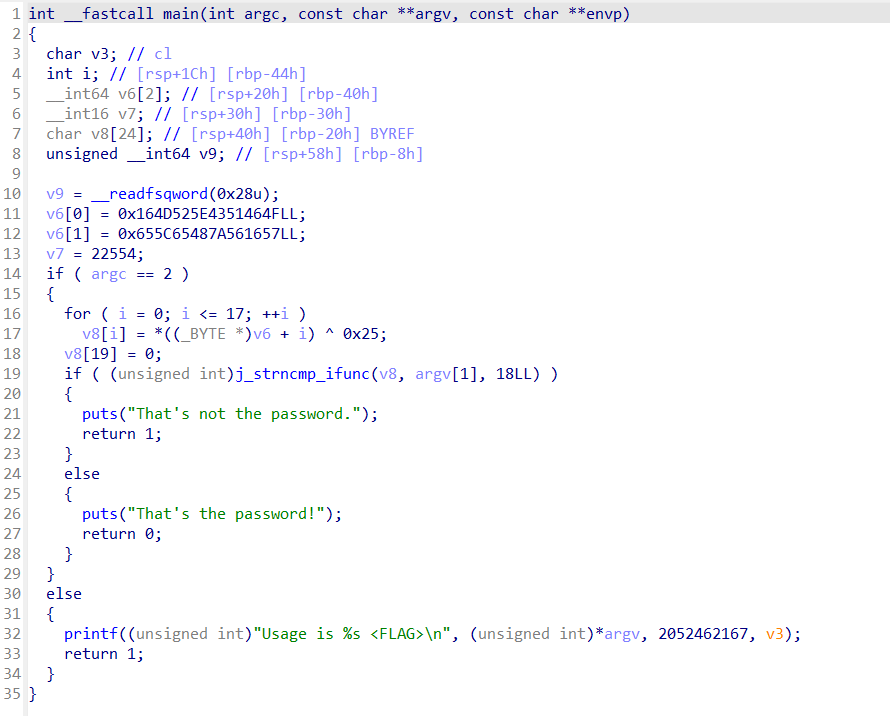 1 int __fastcall main(int argc, const char **argv, const char **envp)
2 {
3   char v3; // cl
4   int i; // [rsp+1Ch] [rbp-44h]
5   __int64 v6[2]; // [rsp+20h] [rbp-40h]
6   __int16 v7; // [rsp+30h] [rbp-30h]
7   char v8[24]; // [rsp+40h] [rbp-20h] BYREF
8   unsigned __int64 v9; // [rsp+58h] [rbp-8h]
9
10   v9 = __readfsqword(0x28u);
11   v6[0] = 0x164D525E4351464FLL;
12   v6[1] = 0x655C65487A561657LL;
13   v7 = 22554;
14   if ( argc == 2 )
15   {
16     for ( i = 0; i <= 17; ++i )
17       v8[i] = *((_BYTE *)v6 + i) ^ 0x25;
18     v8[19] = 0;
19     if ( (unsigned int)j_strncmp_ifunc(v8, argv[1], 18LL) )
20     {
21       puts("That's not the password.");
22       return 1;
23     }
24     else
25     {
26       puts("That's the password!");
27       return 0;
28     }
29   }
30   else
31   {
32     printf((unsigned int)"Usage is %s <FLAG>\n", (unsigned int)*argv, 2052462167, v3);
33     return 1;
34   }
35 }